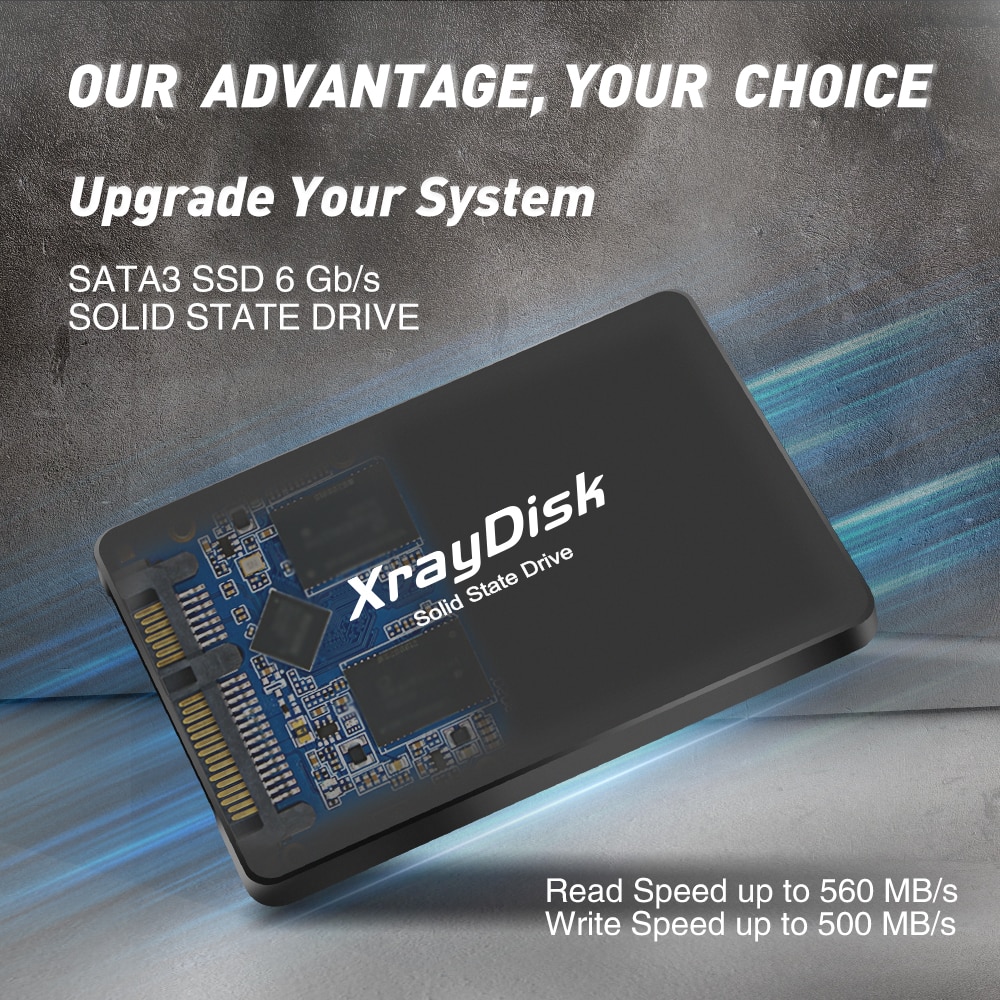 OUR ADVANTAGE, YOUR CHOICE
Upgrade Your System
SATA3 SSD 6 Gb/s
SOLID STATE DRIVE
XrayDisk
Solid State Drive
Read Speed up to 560 MB/s
Write Speed up to 500 MB/s